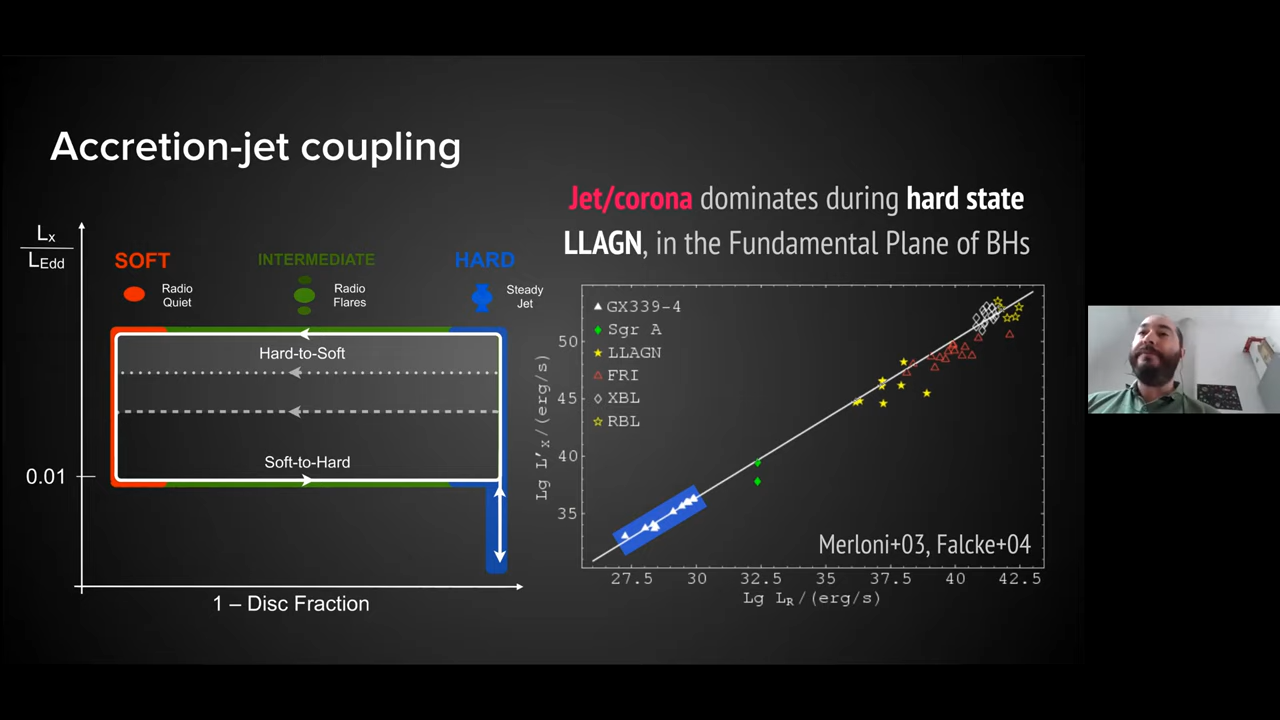 Accretion-jet coupling
Jet/corona dominates during hard state
LLAGN, in the Fundamental Plane of BHs
Lx
LEdd
SOFT
INTERMEDIATE
HARD
Radio
Quiet
Radio
Flares
Steady
Jet
Hard-to-Soft
Soft-to-Hard
0.01
1 – Disc Fraction
GX339-4
Sgr A
LLAGN
FRI
XBL
RBL
50
45
40
35
Lg L'X/(erg/s)
Merloni+03, Falcke+04
27.5 30 32.5 35 37.5 40 42.5
Lg LR/(erg/s)